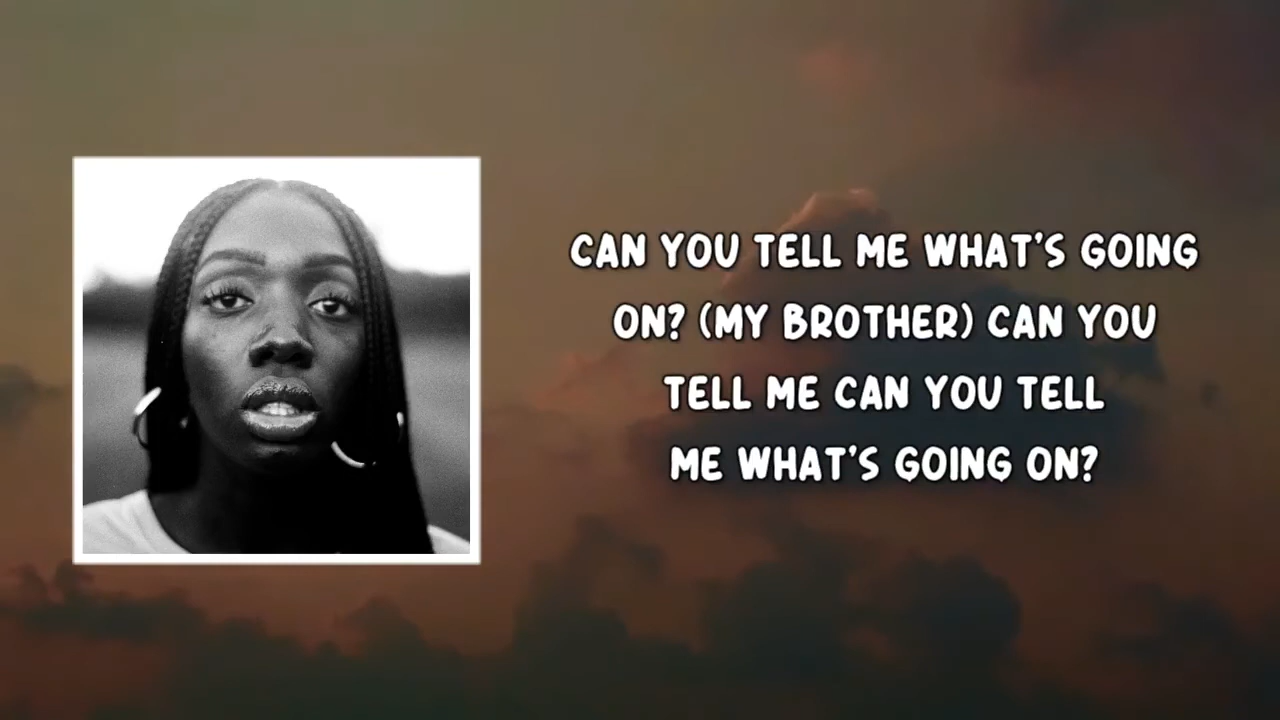 CAN YOU TELL ME WHAT'S GOING
ON? (MY BROTHER) CAN YOU
TELL ME CAN YOU TELL
ME WHAT'S GOING ON?